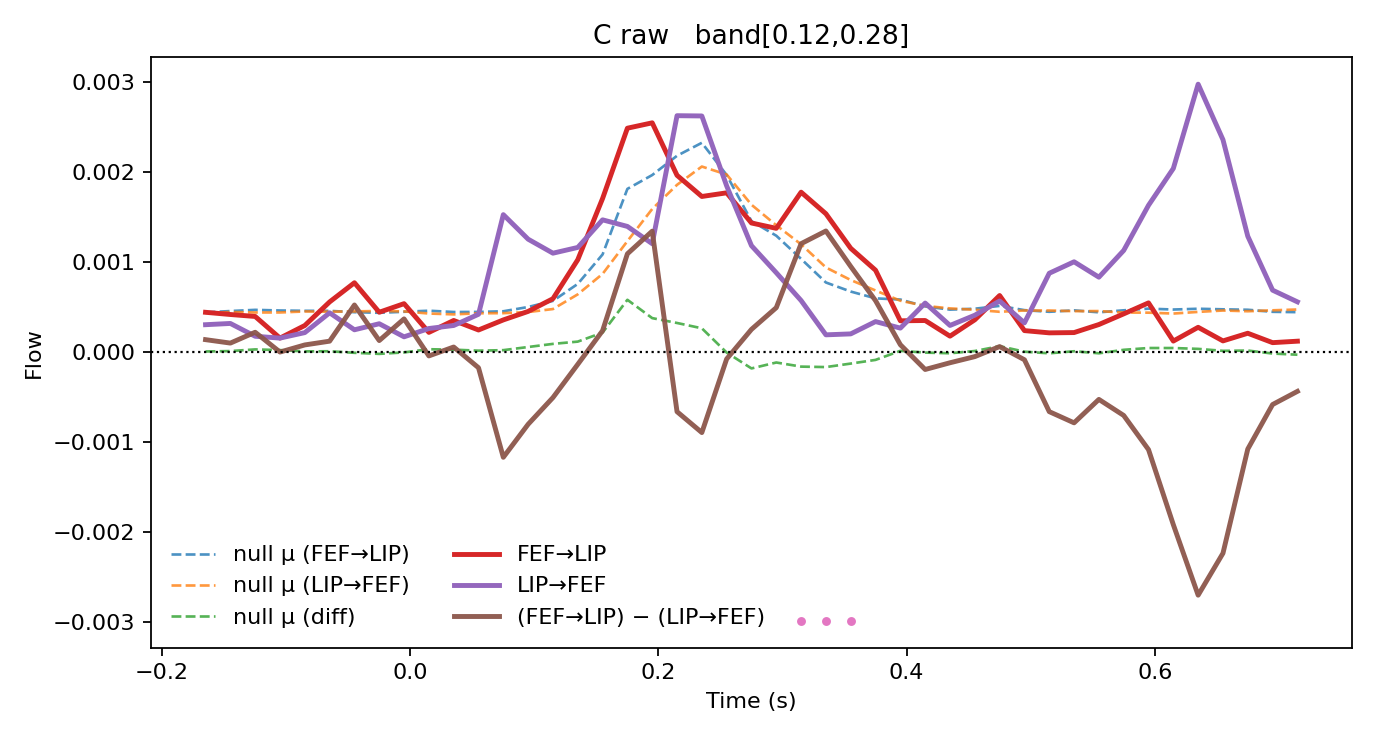 C raw   band[0.12,0.28]
0.003
0.002
0.001
0.000
−0.001
−0.002
−0.003
Flow
null μ (FEF→LIP)
null μ (LIP→FEF)
null μ (diff)
FEF→LIP
LIP→FEF
(FEF→LIP) − (LIP→FEF)
−0.2 0.0 0.2 0.4 0.6
Time (s)